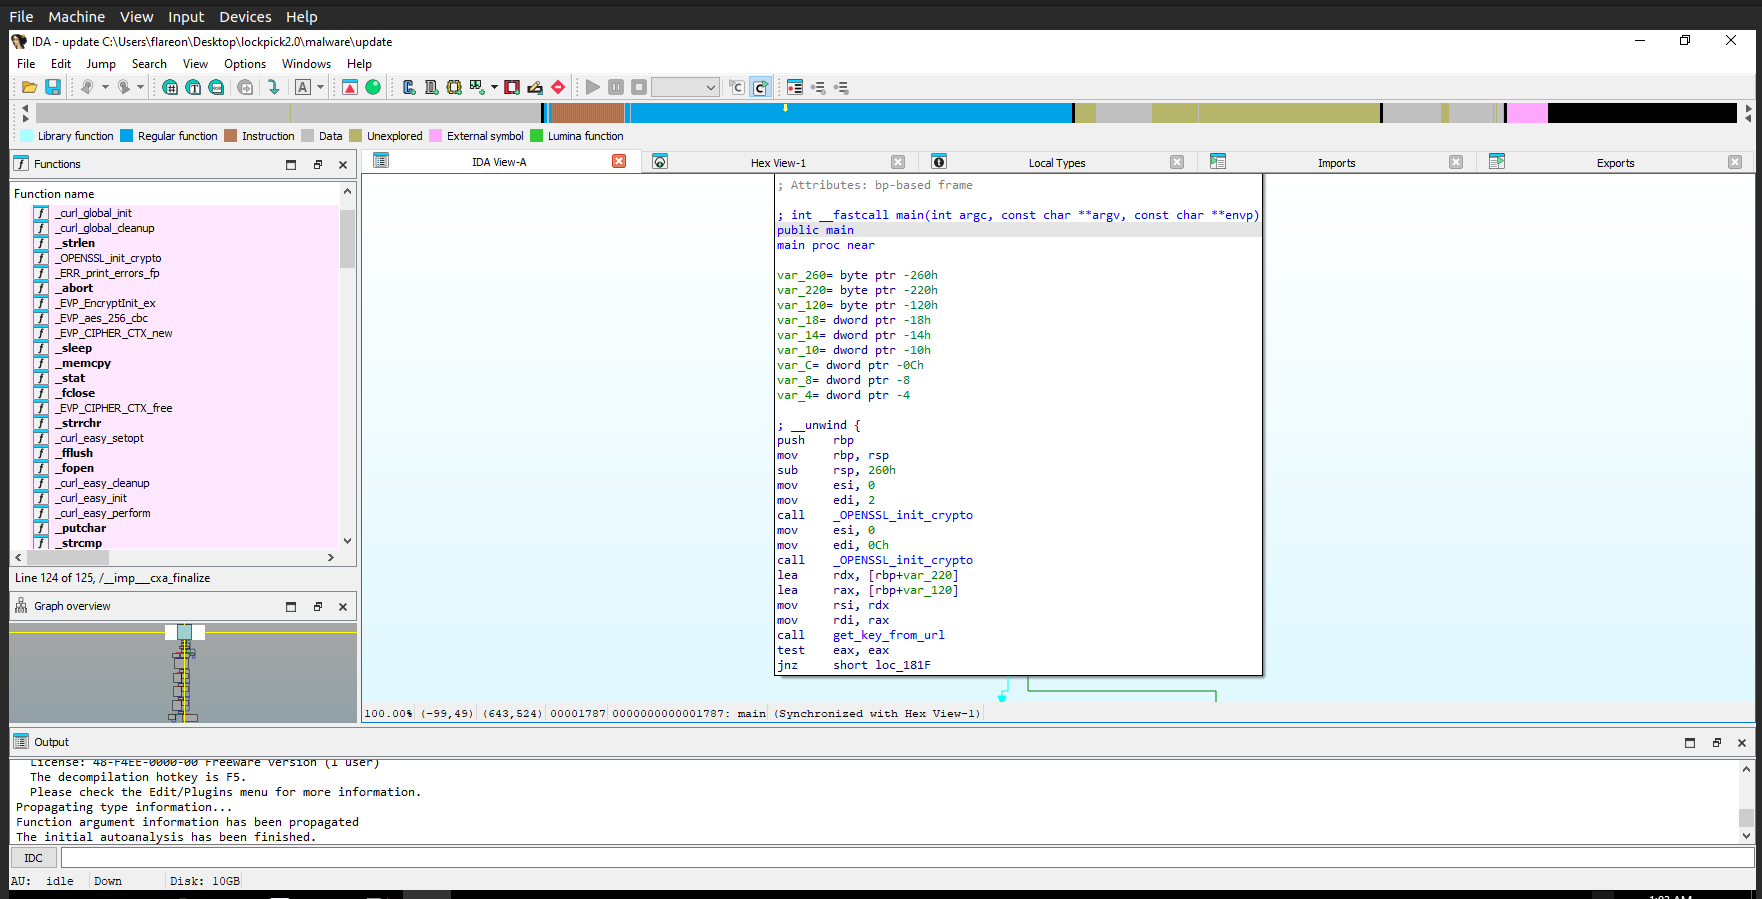 File Machine View Input Devices Help
IDA - update C:\Users\flareon\Desktop\lockpick2.0\malware\update
File Edit Jump Search View Options Windows Help
Library function Regular function Instruction Data Unexplored External symbol Lumina function
Functions
IDA View-A
Hex View-1
Local Types
Imports
Exports
Function name
_curl_global_init
_curl_global_cleanup
_strlen
_OPENSSL_init_crypto
_ERR_print_errors_fp
_abort
_EVP_EncryptInit_ex
_EVP_aes_256_cbc
_EVP_CIPHER_CTX_new
_sleep
_memcpy
_stat
_fclose
_EVP_CIPHER_CTX_free
_strrchr
_curl_easy_setopt
_fflush
_fopen
_curl_easy_cleanup
_curl_easy_init
_curl_easy_perform
_putchar
_strcmp
Line 124 of 125, /__imp___cxa_finalize
Graph overview
; Attributes: bp-based frame
; int __fastcall main(int argc, const char **argv, const char **envp)
public main
main proc near
var_260= byte ptr -260h
var_220= byte ptr -220h
var_120= byte ptr -120h
var_18= dword ptr -18h
var_14= dword ptr -14h
var_10= dword ptr -10h
var_C= dword ptr -0Ch
var_8= dword ptr -8
var_4= dword ptr -4
; __unwind {
push rbp
mov rbp, rsp
sub rsp, 260h
mov esi, 0
mov edi, 2
call _OPENSSL_init_crypto
mov esi, 0
mov edi, 0Ch
call _OPENSSL_init_crypto
lea rdx, [rbp+var_220]
lea rax, [rbp+var_120]
mov rsi, rdx
mov rdi, rax
call get_key_from_url
test eax, eax
jnz short loc_181F
100.00% (-99,49) (643,524) 00001787 0000000000001787: main (Synchronized with Hex View-1)
Output
License: 48-F4EE-0000-00 Freeware version (1 user)
The decompilation hotkey is F5.
Please check the Edit/Plugins menu for more information.
Propagating type information...
Function argument information has been propagated
The initial autoanalysis has been finished.
IDC
AU: idle Down Disk: 10GB